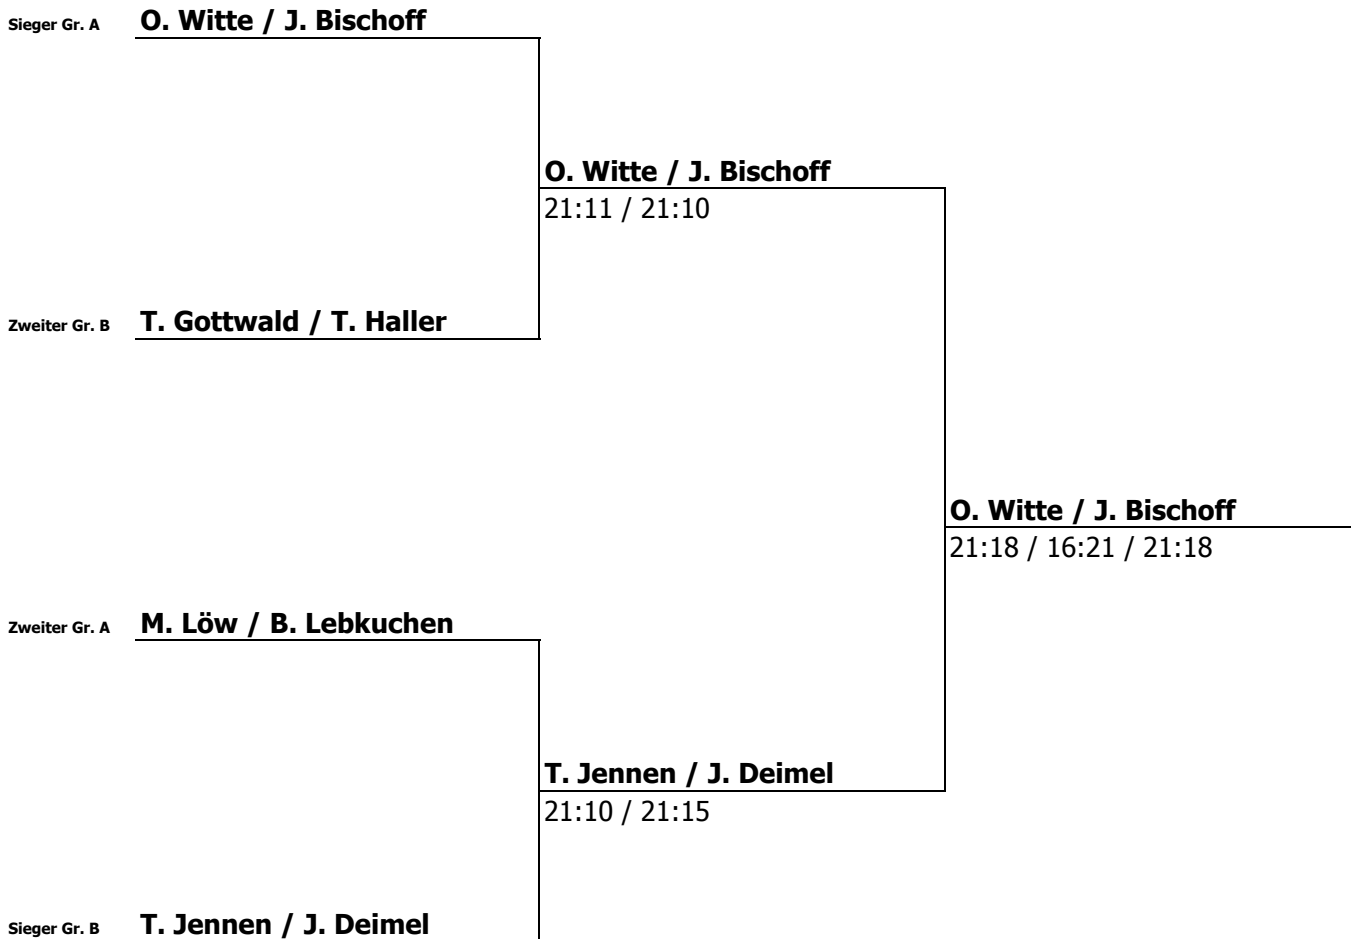 Sieger Gr. A O. Witte / J. Bischoff
O. Witte / J. Bischoff
21:11 / 21:10
Zweiter Gr. B T. Gottwald / T. Haller
O. Witte / J. Bischoff
21:18 / 16:21 / 21:18
Zweiter Gr. A M. Löw / B. Lebkuchen
T. Jennen / J. Deimel
21:10 / 21:15
Sieger Gr. B T. Jennen / J. Deimel